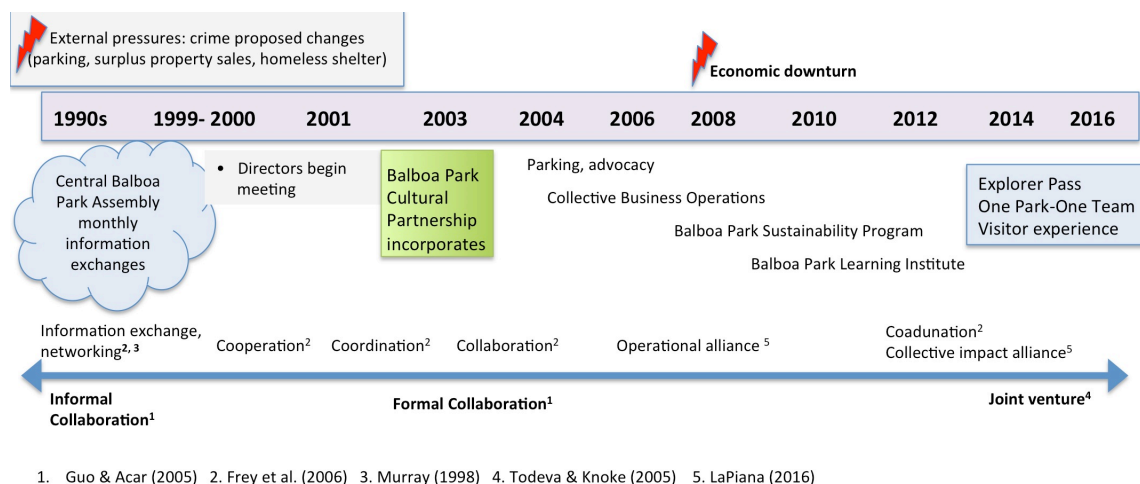 External pressures: crime proposed changes
(parking, surplus property sales, homeless shelter)
Economic downturn
1990s 1999- 2000 2001 2003 2004 2006 2008 2010 2012 2014 2016
Central Balboa
Park Assembly
monthly
information
exchanges
• Directors begin
meeting
Balboa Park
Cultural
Partnership
incorporates
Parking, advocacy
Collective Business Operations
Balboa Park Sustainability Program
Balboa Park Learning Institute
Explorer Pass
One Park-One Team
Visitor experience
Information exchange,
networking2, 3
Cooperation2
Coordination2
Collaboration2
Operational alliance 5
Coadunation2
Collective impact alliance5
Informal
Collaboration1
Formal Collaboration1
Joint venture4
1. Guo & Acar (2005) 2. Frey et al. (2006) 3. Murray (1998) 4. Todeva & Knoke (2005) 5. LaPiana (2016)